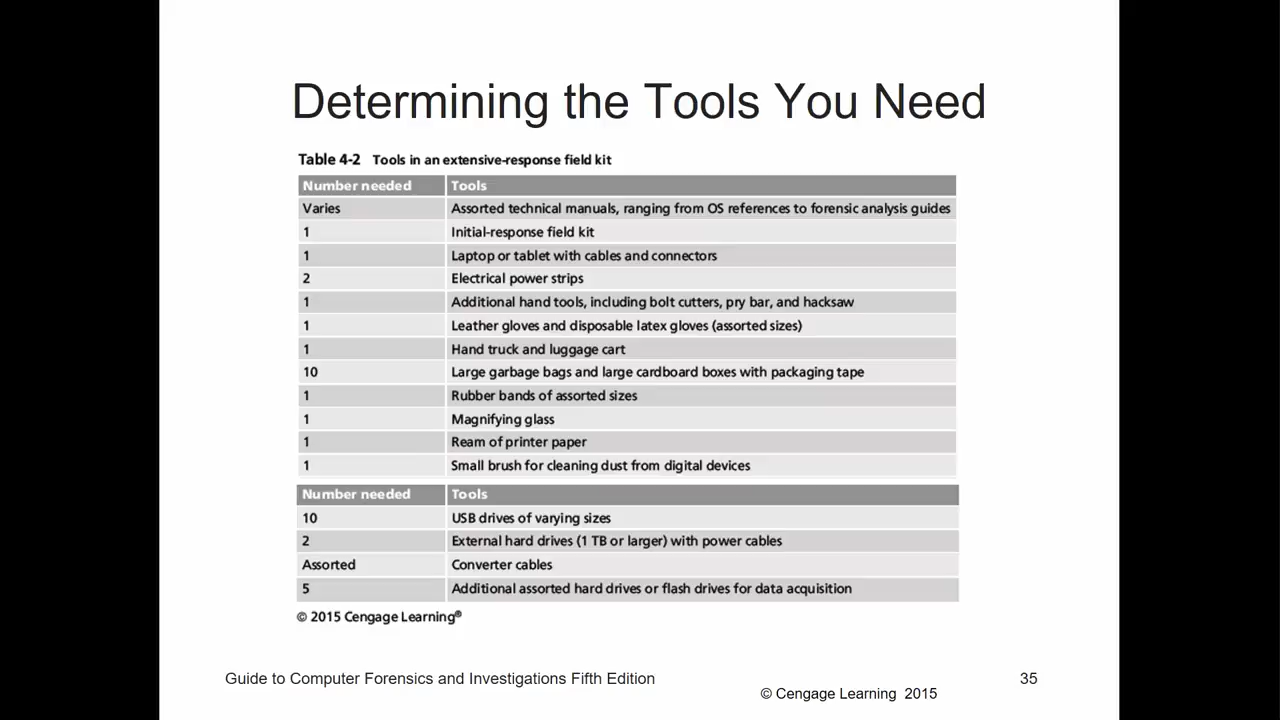 Determining the Tools You Need
Table 4-2 Tools in an extensive-response field kit
Number needed Tools
Varies Assorted technical manuals, ranging from OS references to forensic analysis guides
1 Initial-response field kit
1 Laptop or tablet with cables and connectors
2 Electrical power strips
1 Additional hand tools, including bolt cutters, pry bar, and hacksaw
1 Leather gloves and disposable latex gloves (assorted sizes)
1 Hand truck and luggage cart
10 Large garbage bags and large cardboard boxes with packaging tape
1 Rubber bands of assorted sizes
1 Magnifying glass
1 Ream of printer paper
1 Small brush for cleaning dust from digital devices
Number needed Tools
10 USB drives of varying sizes
2 External hard drives (1 TB or larger) with power cables
Assorted Converter cables
5 Additional assorted hard drives or flash drives for data acquisition
© 2015 Cengage Learning®
Guide to Computer Forensics and Investigations Fifth Edition 35
© Cengage Learning 2015